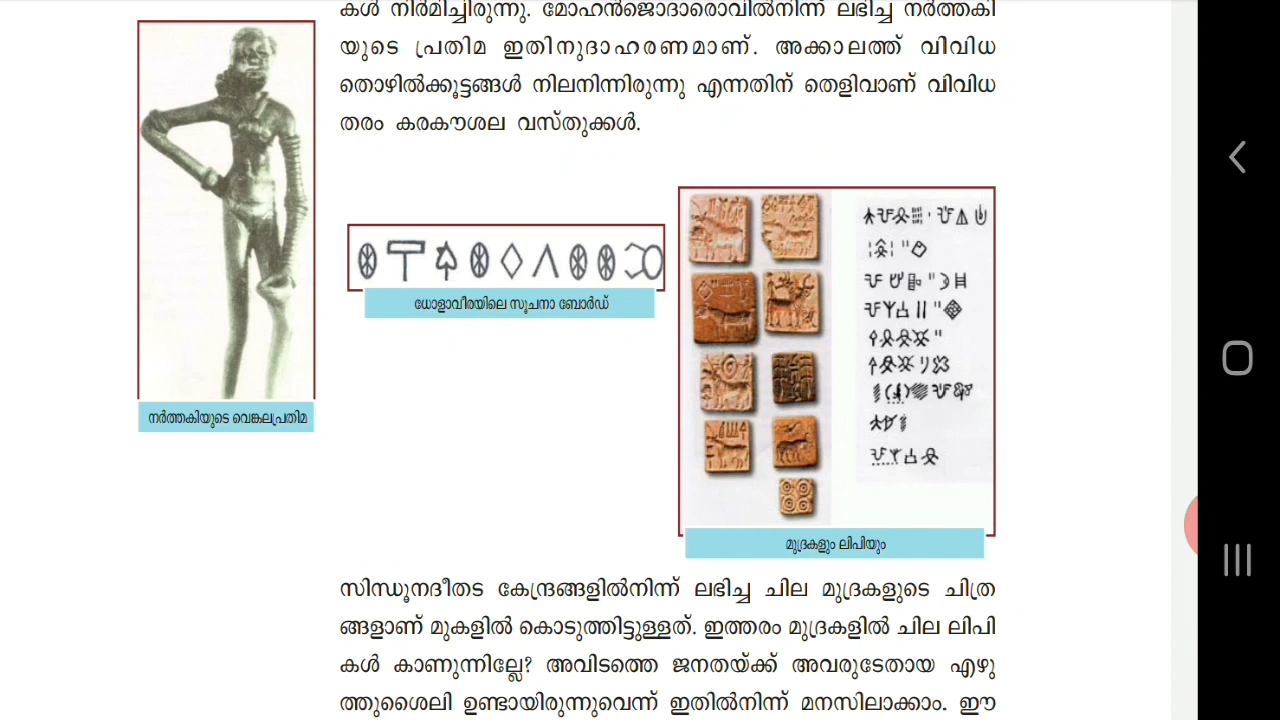 കൾ നിർമിച്ചിരുന്നു. മോഹൻജൊദാരൊവിൽനിന്ന് ലഭിച്ച നർത്തകി
യുടെ പ്രതിമ ഇതിനുദാഹരണമാണ്. അക്കാലത്ത് വിവിധ
തൊഴിൽക്കൂട്ടങ്ങൾ നിലനിന്നിരുന്നു എന്നതിന് തെളിവാണ് വിവിധ
തരം കരകൗശല വസ്തുക്കൾ.
ധോളാവീരയിലെ സൂചനാ ബോർഡ്
നർത്തകിയുടെ വെങ്കലപ്രതിമ
മുദ്രകളും ലിപിയും
സിന്ധൂനദീതട കേന്ദ്രങ്ങളിൽനിന്ന് ലഭിച്ച ചില മുദ്രകളുടെ ചിത്ര
ങ്ങളാണ് മുകളിൽ കൊടുത്തിട്ടുള്ളത്. ഇത്തരം മുദ്രകളിൽ ചില ലിപി
കൾ കാണുന്നില്ലേ? അവിടത്തെ ജനതയ്ക്ക് അവരുടേതായ എഴു
ത്തുശൈലി ഉണ്ടായിരുന്നുവെന്ന് ഇതിൽനിന്ന് മനസിലാക്കാം. ഈ